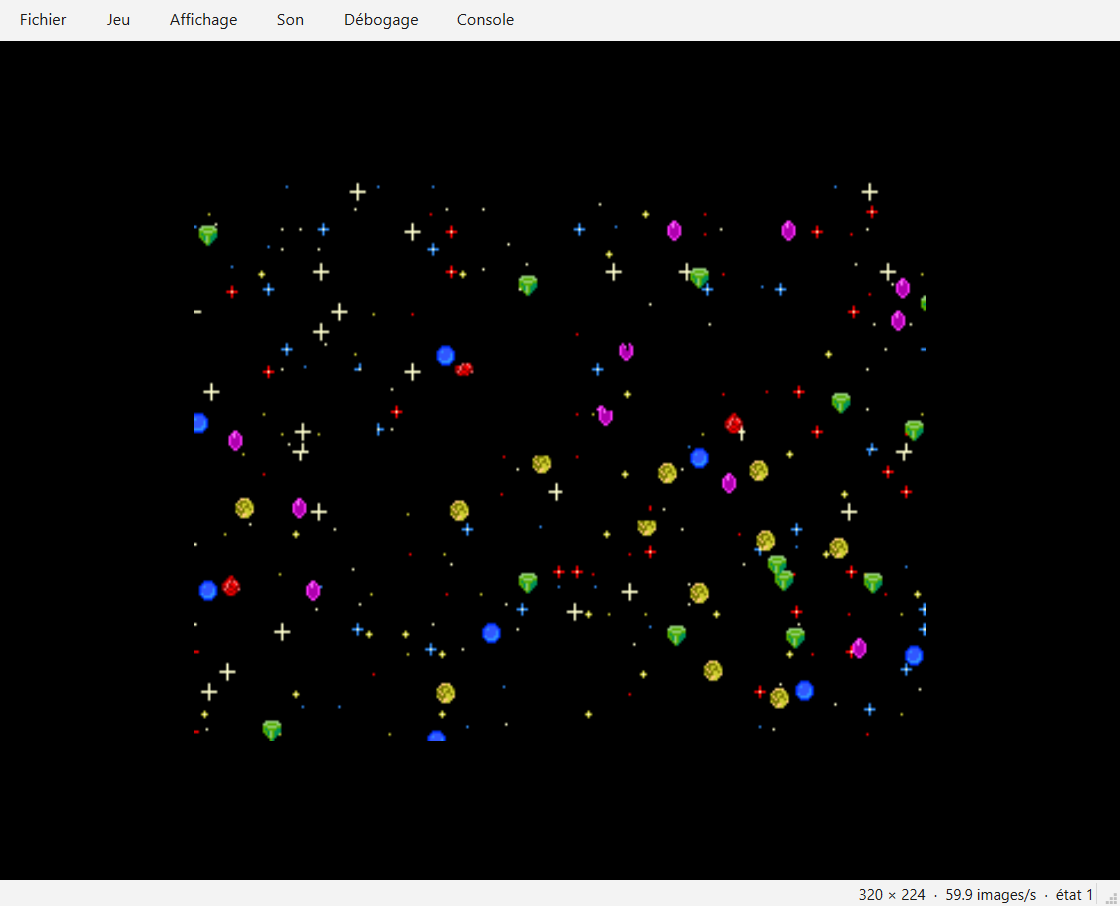 Fichier Jeu Affichage Son Débogage Console
320 × 224 · 59.9 images/s · état 1